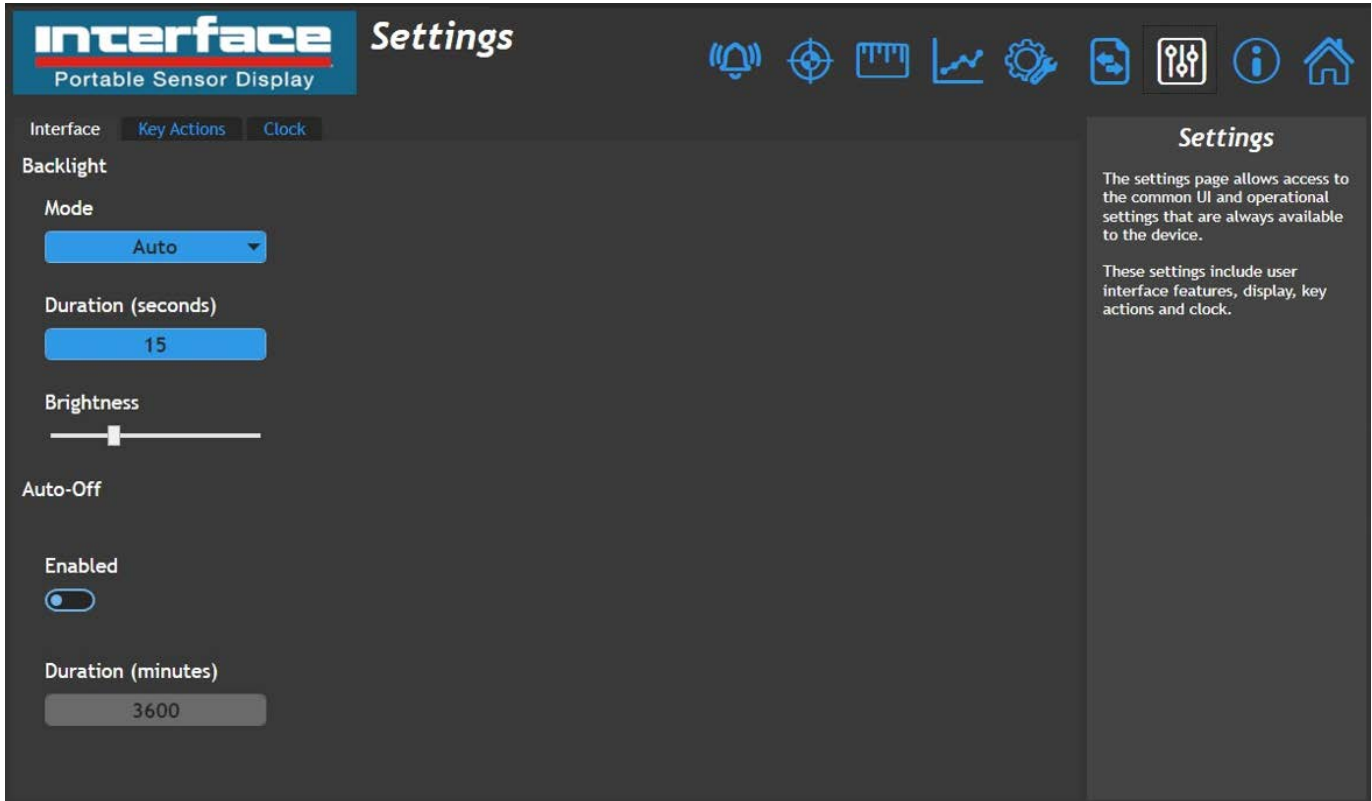 Interface
Portable Sensor Display
Settings
Interface
Key Actions
Clock
Backlight
Mode
Auto
Duration (seconds)
15
Brightness
Auto-Off
Enabled
Duration (minutes)
3600
Settings
The settings page allows access to
the common UI and operational
settings that are always available
to the device.
These settings include user
interface features, display, key
actions and clock.